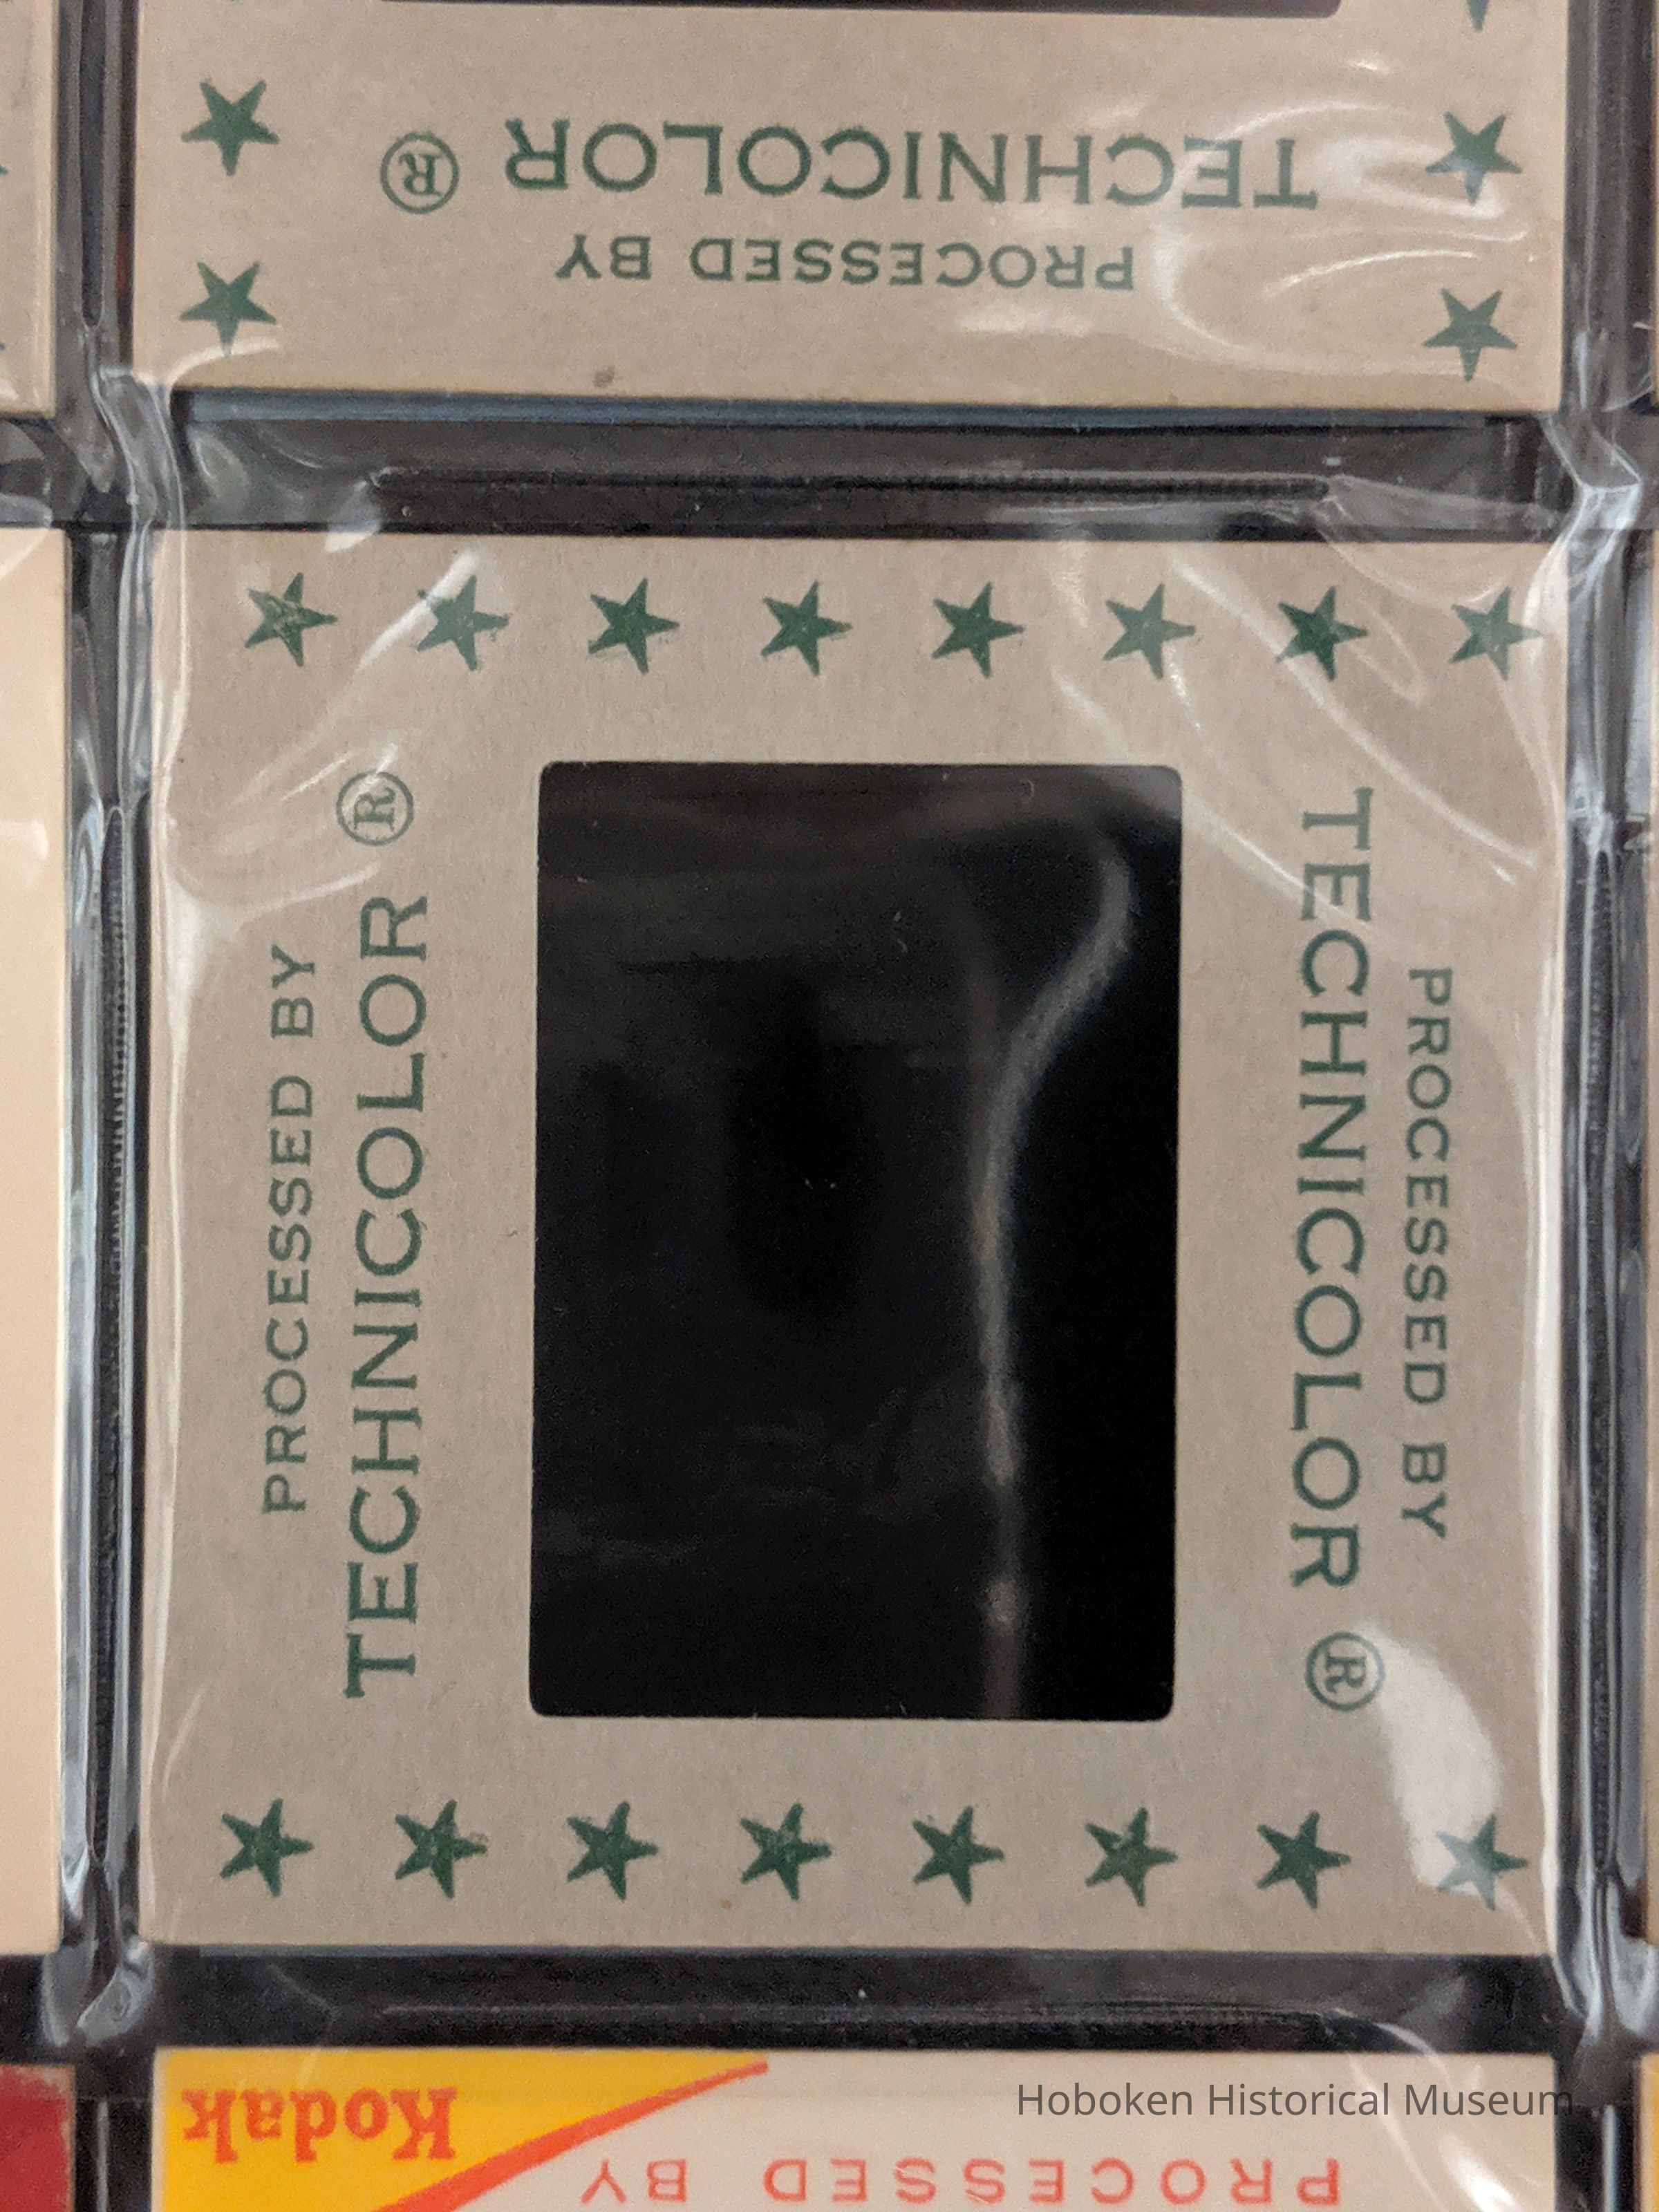 PROCESSED BY
TECHNICOLOR ®
PROCESSED BY
TECHNICOLOR ®
PROCESSED BY
TECHNICOLOR ®
Kodak
PROCESSED BY
Hoboken Historical Museum